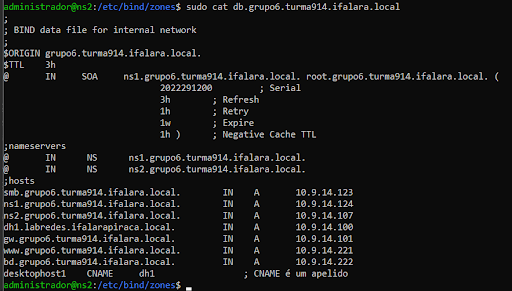 administrador@ns2:/etc/bind/zones$ sudo cat db.grupo6.turma914.ifalara.local
;
; BIND data file for internal network
;
$ORIGIN grupo6.turma914.ifalara.local.
$TTL 3h
@ IN SOA ns1.grupo6.turma914.ifalara.local. root.grupo6.turma914.ifalara.local. (
2022291200 ; Serial
3h ; Refresh
1h ; Retry
1w ; Expire
1h ) ; Negative Cache TTL
;nameservers
@ IN NS ns1.grupo6.turma914.ifalara.local.
@ IN NS ns2.grupo6.turma914.ifalara.local.
;hosts
smb.grupo6.turma914.ifalara.local. IN A 10.9.14.123
ns1.grupo6.turma914.ifalara.local. IN A 10.9.14.124
ns2.grupo6.turma914.ifalara.local. IN A 10.9.14.107
dh1.labredes.ifalarapiraca.local. IN A 10.9.14.100
gw.grupo6.turma914.ifalara.local. IN A 10.9.14.101
www.grupo6.turma914.ifalara.local. IN A 10.9.14.221
bd.grupo6.turma914.ifalara.local. IN A 10.9.14.222
desktophost1 CNAME dh1 ; CNAME é um apelido
administrador@ns2:/etc/bind/zones$